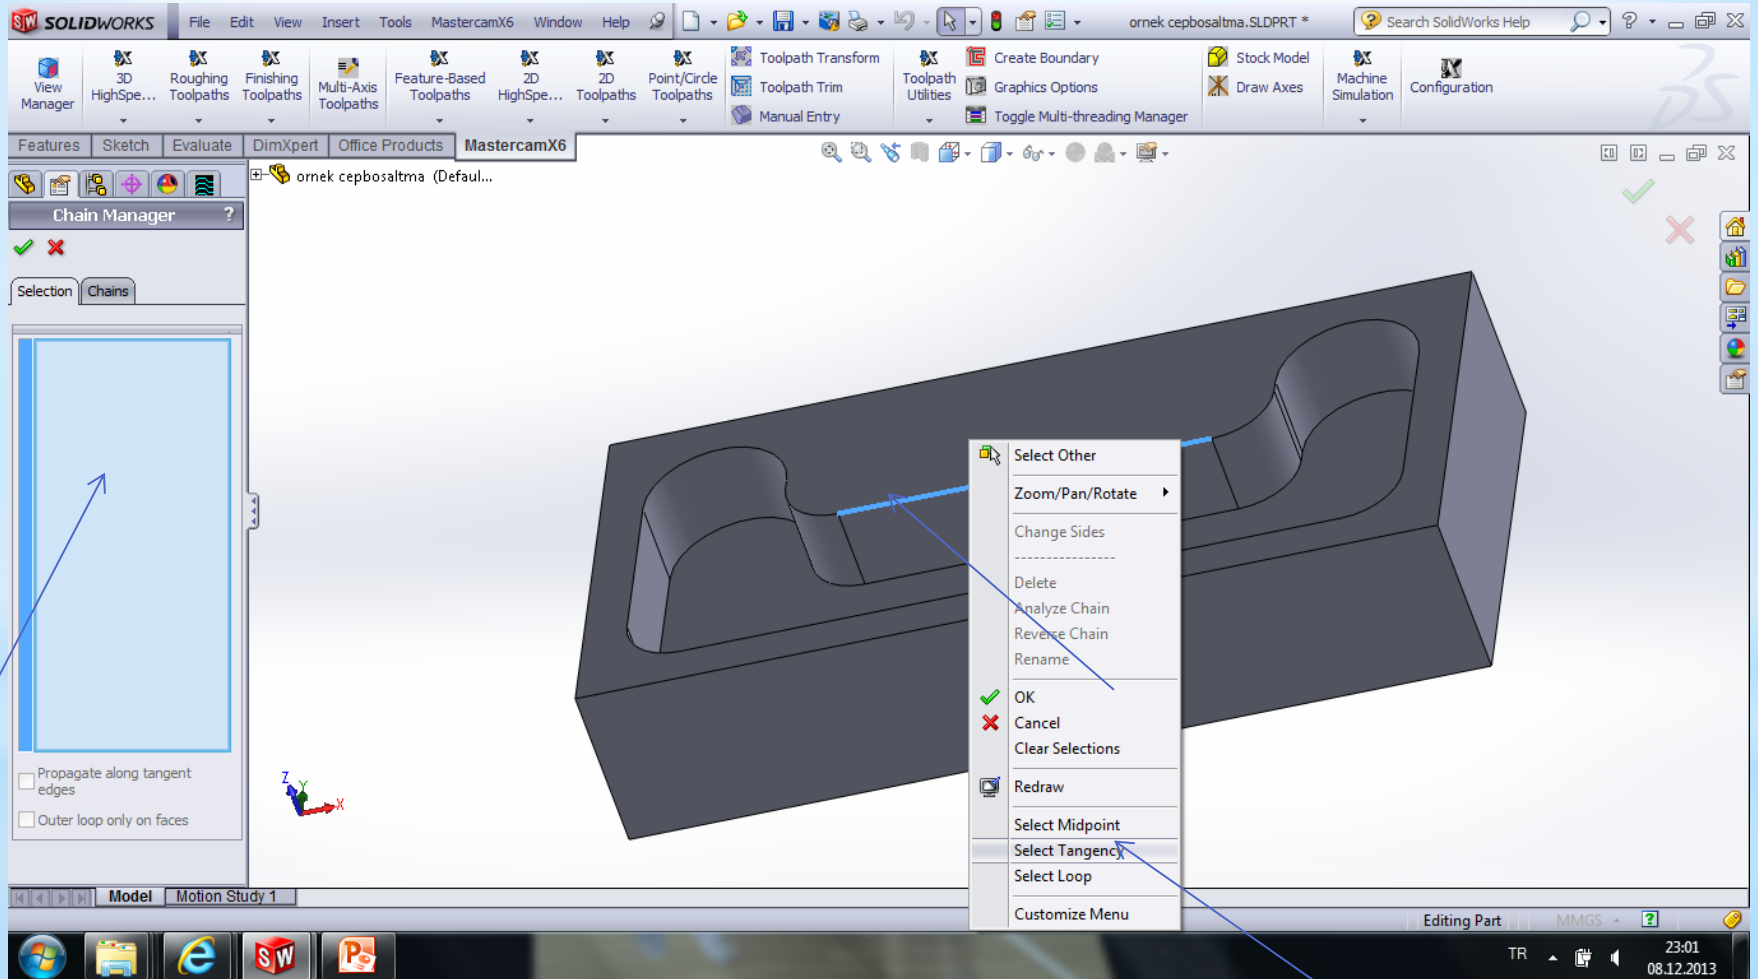 SW SOLIDWORKS File Edit View Insert Tools MastercamX6 Window Help ornek cepbosaltma.SLDPRT * Search SolidWorks Help
View Manager
3D HighSpe...
Roughing Toolpaths
Finishing Toolpaths
Multi-Axis Toolpaths
Feature-Based Toolpaths
2D HighSpe...
2D Toolpaths
Point/Circle Toolpaths
Toolpath Transform
Toolpath Trim
Manual Entry
Toolpath Utilities
Create Boundary
Graphics Options
Toggle Multi-threading Manager
Stock Model
Draw Axes
Machine Simulation
Configuration
Features Sketch Evaluate DimXpert Office Products MastercamX6
ornek cepbosaltma (Defaul...
Chain Manager ?
Selection Chains
Propagate along tangent
edges
Outer loop only on faces
Z Y X
Select Other
Zoom/Pan/Rotate
Change Sides
----------------
Delete
Analyze Chain
Reverse Chain
Rename
OK
Cancel
Clear Selections
Redraw
Select Midpoint
Select Tangency
Select Loop
Customize Menu
Model Motion Study 1
Editing Part MMGS ?
SW P TR 23:01
08.12.2013